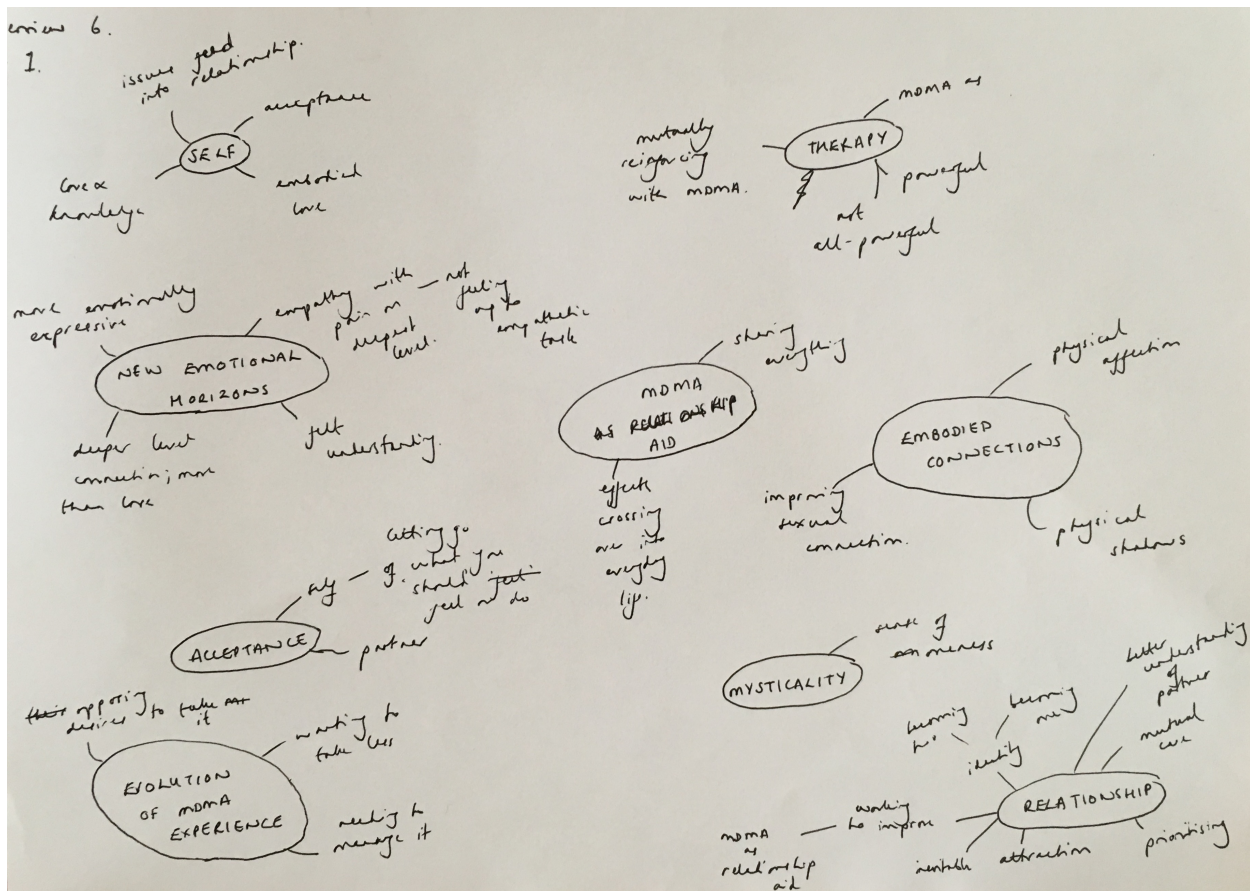 erview 6.
1.
issues feed
into relationship.
acceptance
SELF
love &
knowledge
embodied
love
MDMA as
THERAPY
mutually
reinforcing
with MDMA.
powerful
not
all-powerful
more emotionally
expressive
empathy with
pain on
deepest
level.
not
feeling
up to
empathetic
task
NEW EMOTIONAL
HORIZONS
deeper level
connection; more
than love
felt
understanding.
sharing
everything
MDMA
AS RELATIONSHIP
AID
effects
crossing
over into
everyday
life.
physical
affection
EMBODIED
CONNECTIONS
improving
sexual
connection.
physical
shadows
self
letting go
of what you
should feel
feel or do
ACCEPTANCE
partner
sense of
oneness
MYSTICALITY
their opposing
desires to take
it
wanting to
take less
EVOLUTION
OF MDMA
EXPERIENCE
needing to
manage it
better
understanding
of
partner
becoming
becoming
me
identity
mutual
care
RELATIONSHIP
working
to improve
MDMA
as
relationship
aid
inevitable
attraction
prioritising